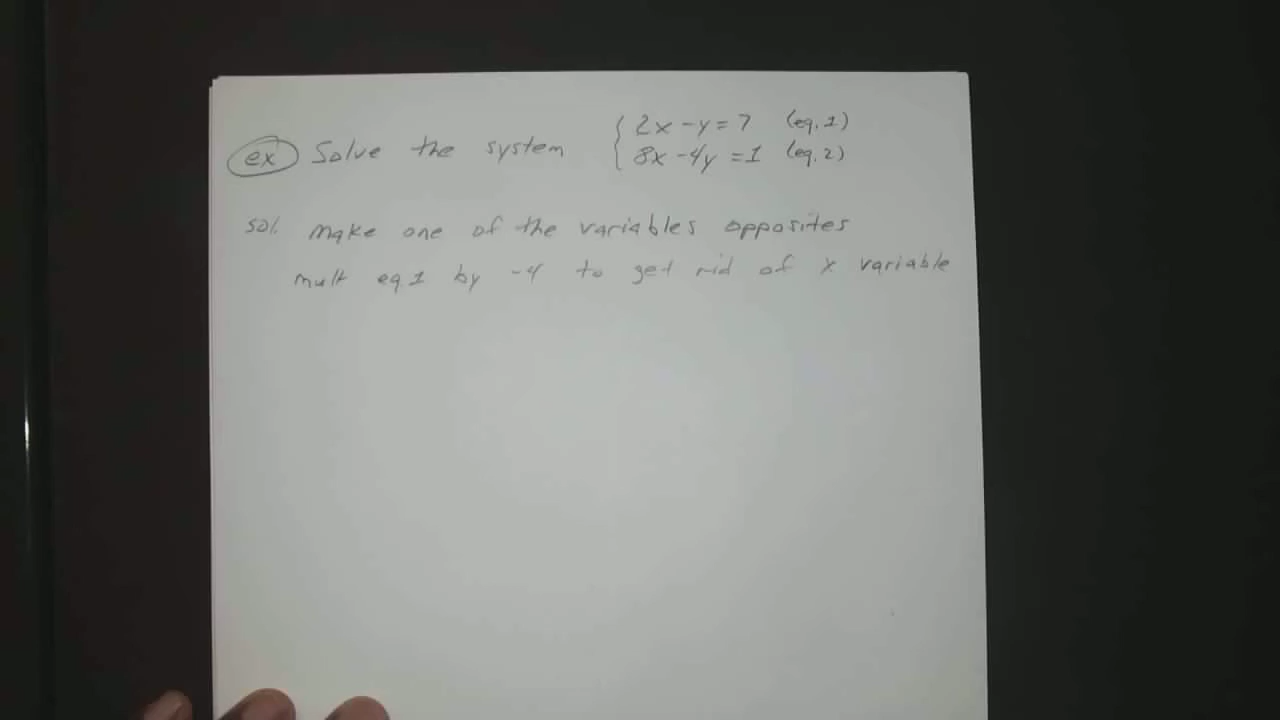 ex Solve the system { 2x - y = 7 (eq. 1)
8x - 4y = 1 (eq. 2)
sol. make one of the variables opposites
mult eq 1 by -4 to get rid of x variable